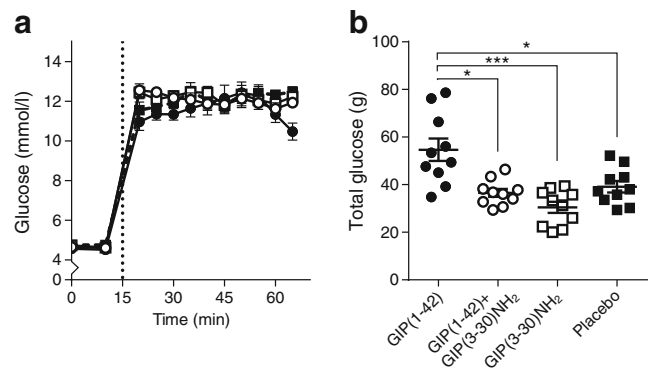 a
Glucose (mmol/l)
14
12
10
8
6
4
0
0
15
30
45
60
Time (min)
b
Total glucose (g)
100
80
60
40
20
0
*
***
*
GIP(1-42)
GIP(1-42)+
GIP(3-30)NH₂
GIP(3-30)NH₂
Placebo